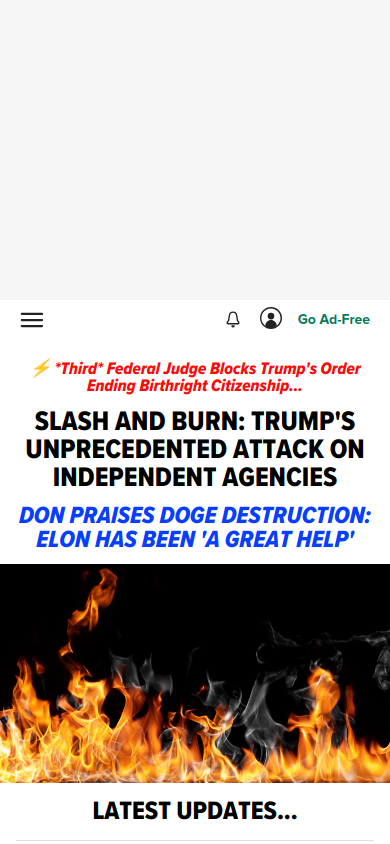 Go Ad-Free
⚡ *Third* Federal Judge Blocks Trump's Order
Ending Birthright Citizenship...
SLASH AND BURN: TRUMP'S
UNPRECEDENTED ATTACK ON
INDEPENDENT AGENCIES
DON PRAISES DOGE DESTRUCTION:
ELON HAS BEEN 'A GREAT HELP'
LATEST UPDATES...